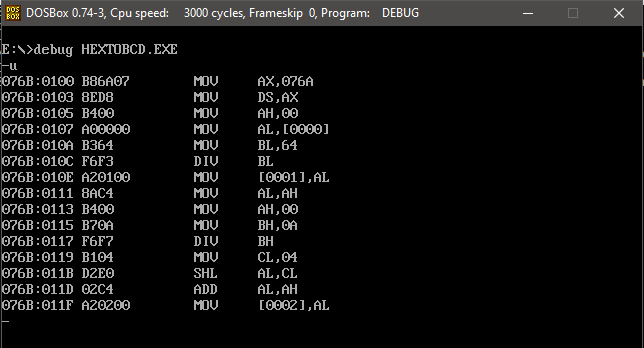 DOSBox 0.74-3, Cpu speed: 3000 cycles, Frameskip 0, Program: DEBUG
E:\>debug HEXTOBCD.EXE
-u
076B:0100 B86A07 MOV AX,076A
076B:0103 8ED8 MOV DS,AX
076B:0105 B400 MOV AH,00
076B:0107 A00000 MOV AL,[0000]
076B:010A B364 MOV BL,64
076B:010C F6F3 DIV BL
076B:010E A20100 MOV [0001],AL
076B:0111 8AC4 MOV AL,AH
076B:0113 B400 MOV AH,00
076B:0115 B70A MOV BH,0A
076B:0117 F6F7 DIV BH
076B:0119 B104 MOV CL,04
076B:011B D2E0 SHL AL,CL
076B:011D 02C4 ADD AL,AH
076B:011F A20200 MOV [0002],AL
-